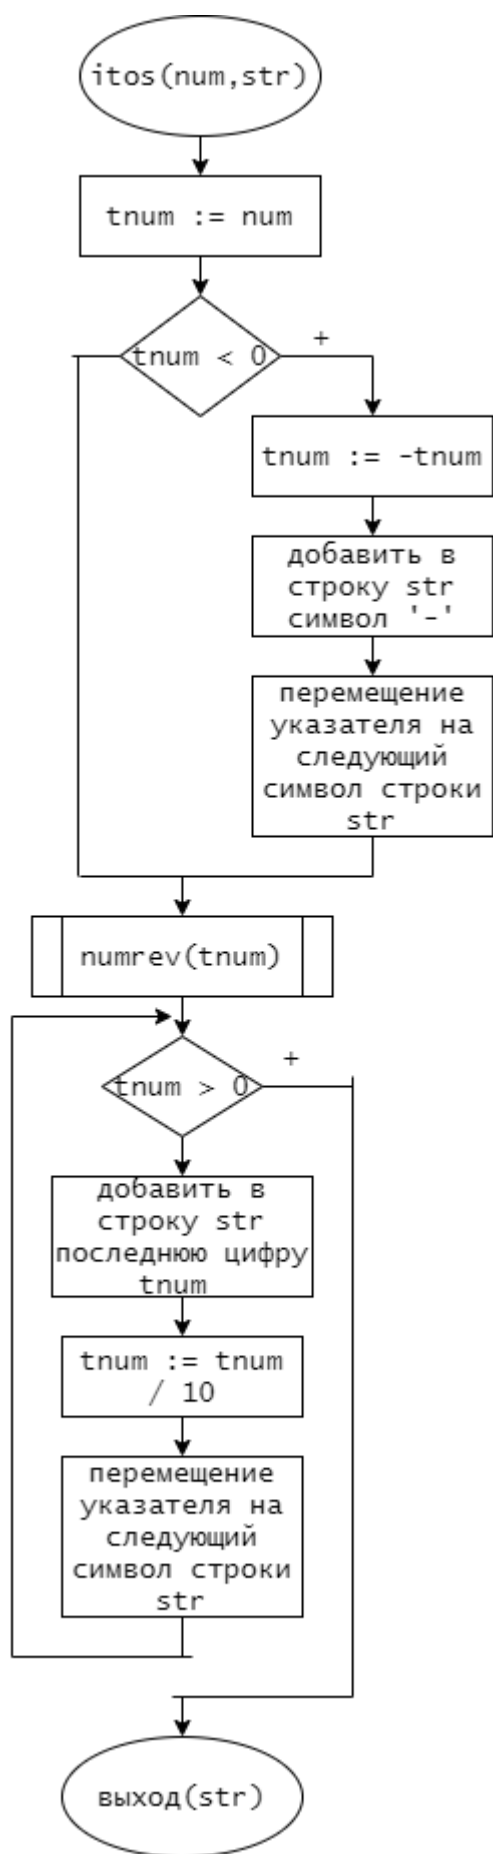 itos(num,str)
tnum := num
tnum < 0
+
tnum := -tnum
добавить в
строку str
символ '-'
перемещение
указателя на
следующий
символ строки
str
numrev(tnum)
tnum > 0
+
добавить в
строку str
последнюю цифру
tnum
tnum := tnum
/ 10
перемещение
указателя на
следующий
символ строки
str
выход(str)